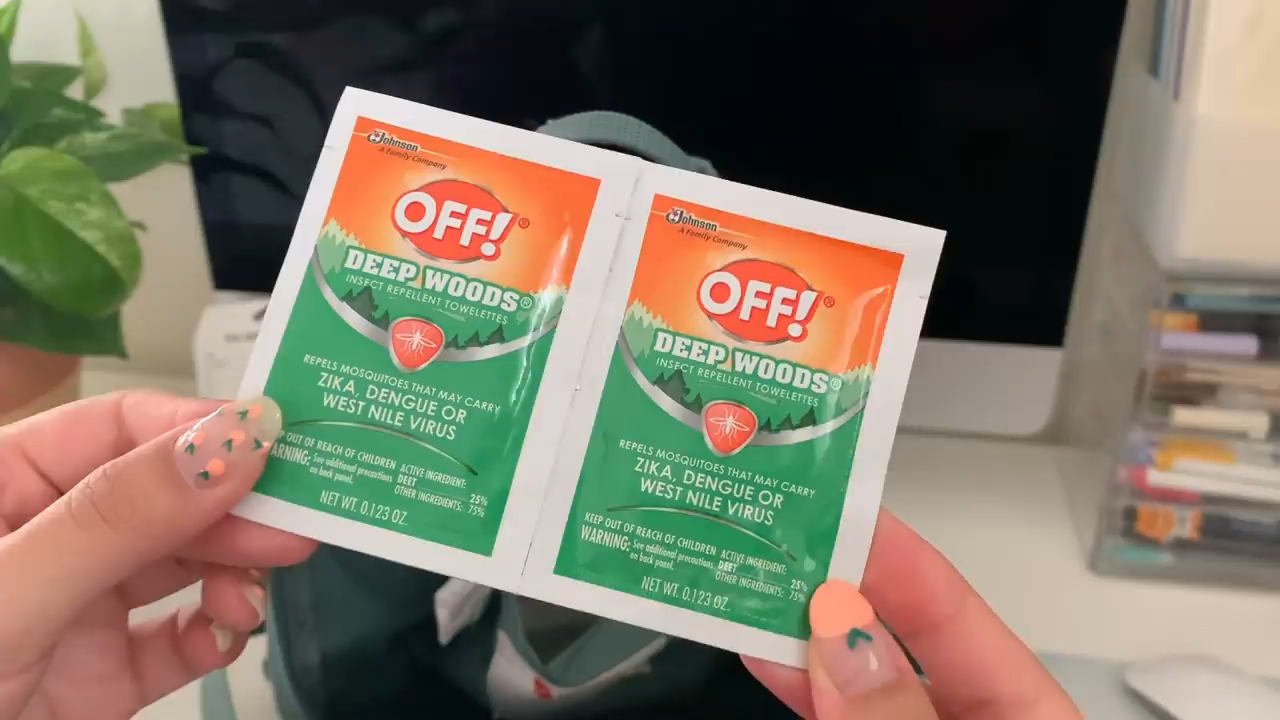 Johnson
A Family Company
OFF!®
DEEP WOODS®
INSECT REPELLENT TOWELETTES
REPELS MOSQUITOES THAT MAY CARRY
ZIKA, DENGUE OR
WEST NILE VIRUS
P OUT OF REACH OF CHILDREN
ARNING: See additional precautions
on back panel.
ACTIVE INGREDIENT:
DEET 25%
OTHER INGREDIENTS: 75%
NET WT. 0.123 OZ.
Johnson
A Family Company
OFF!®
DEEP WOODS®
INSECT REPELLENT TOWELETTES
REPELS MOSQUITOES THAT MAY CARRY
ZIKA, DENGUE OR
WEST NILE VIRUS
KEEP OUT OF REACH OF CHILDREN
WARNING: See additional precautions
on back panel.
ACTIVE INGREDIENT:
DEET 25%
OTHER INGREDIENTS: 75%
NET WT. 0.123 OZ.